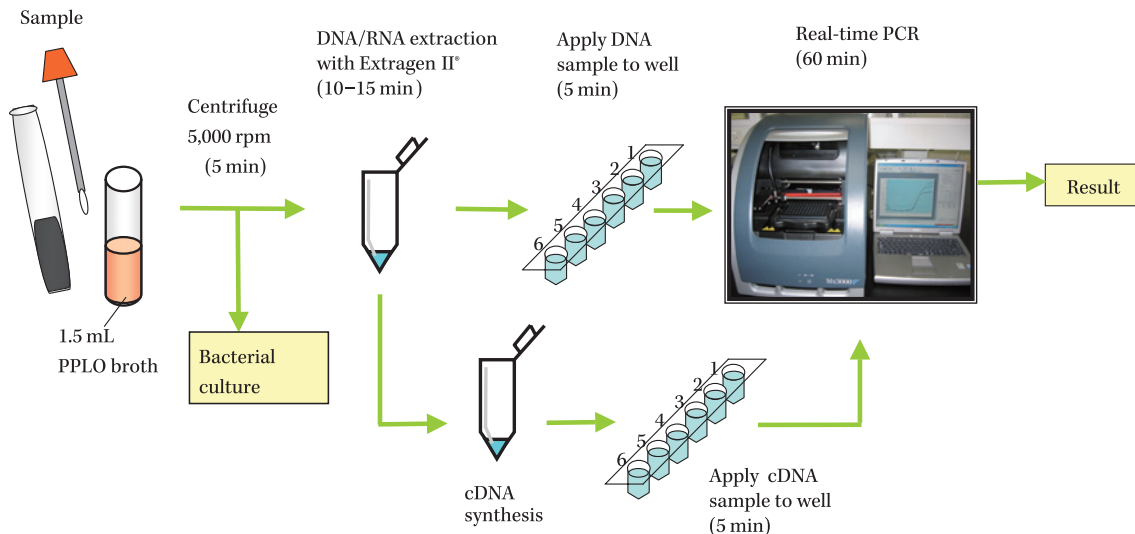 Sample
1.5 mL
PPLO broth
Centrifuge
5,000 rpm
(5 min)
Bacterial
culture
DNA/RNA extraction
with Extragen II®
(10–15 min)
Apply DNA
sample to well
(5 min)
1
2
3
4
5
6
Real-time PCR
(60 min)
Mx3000
Result
cDNA
synthesis
1
2
3
4
5
6
Apply cDNA
sample to well
(5 min)